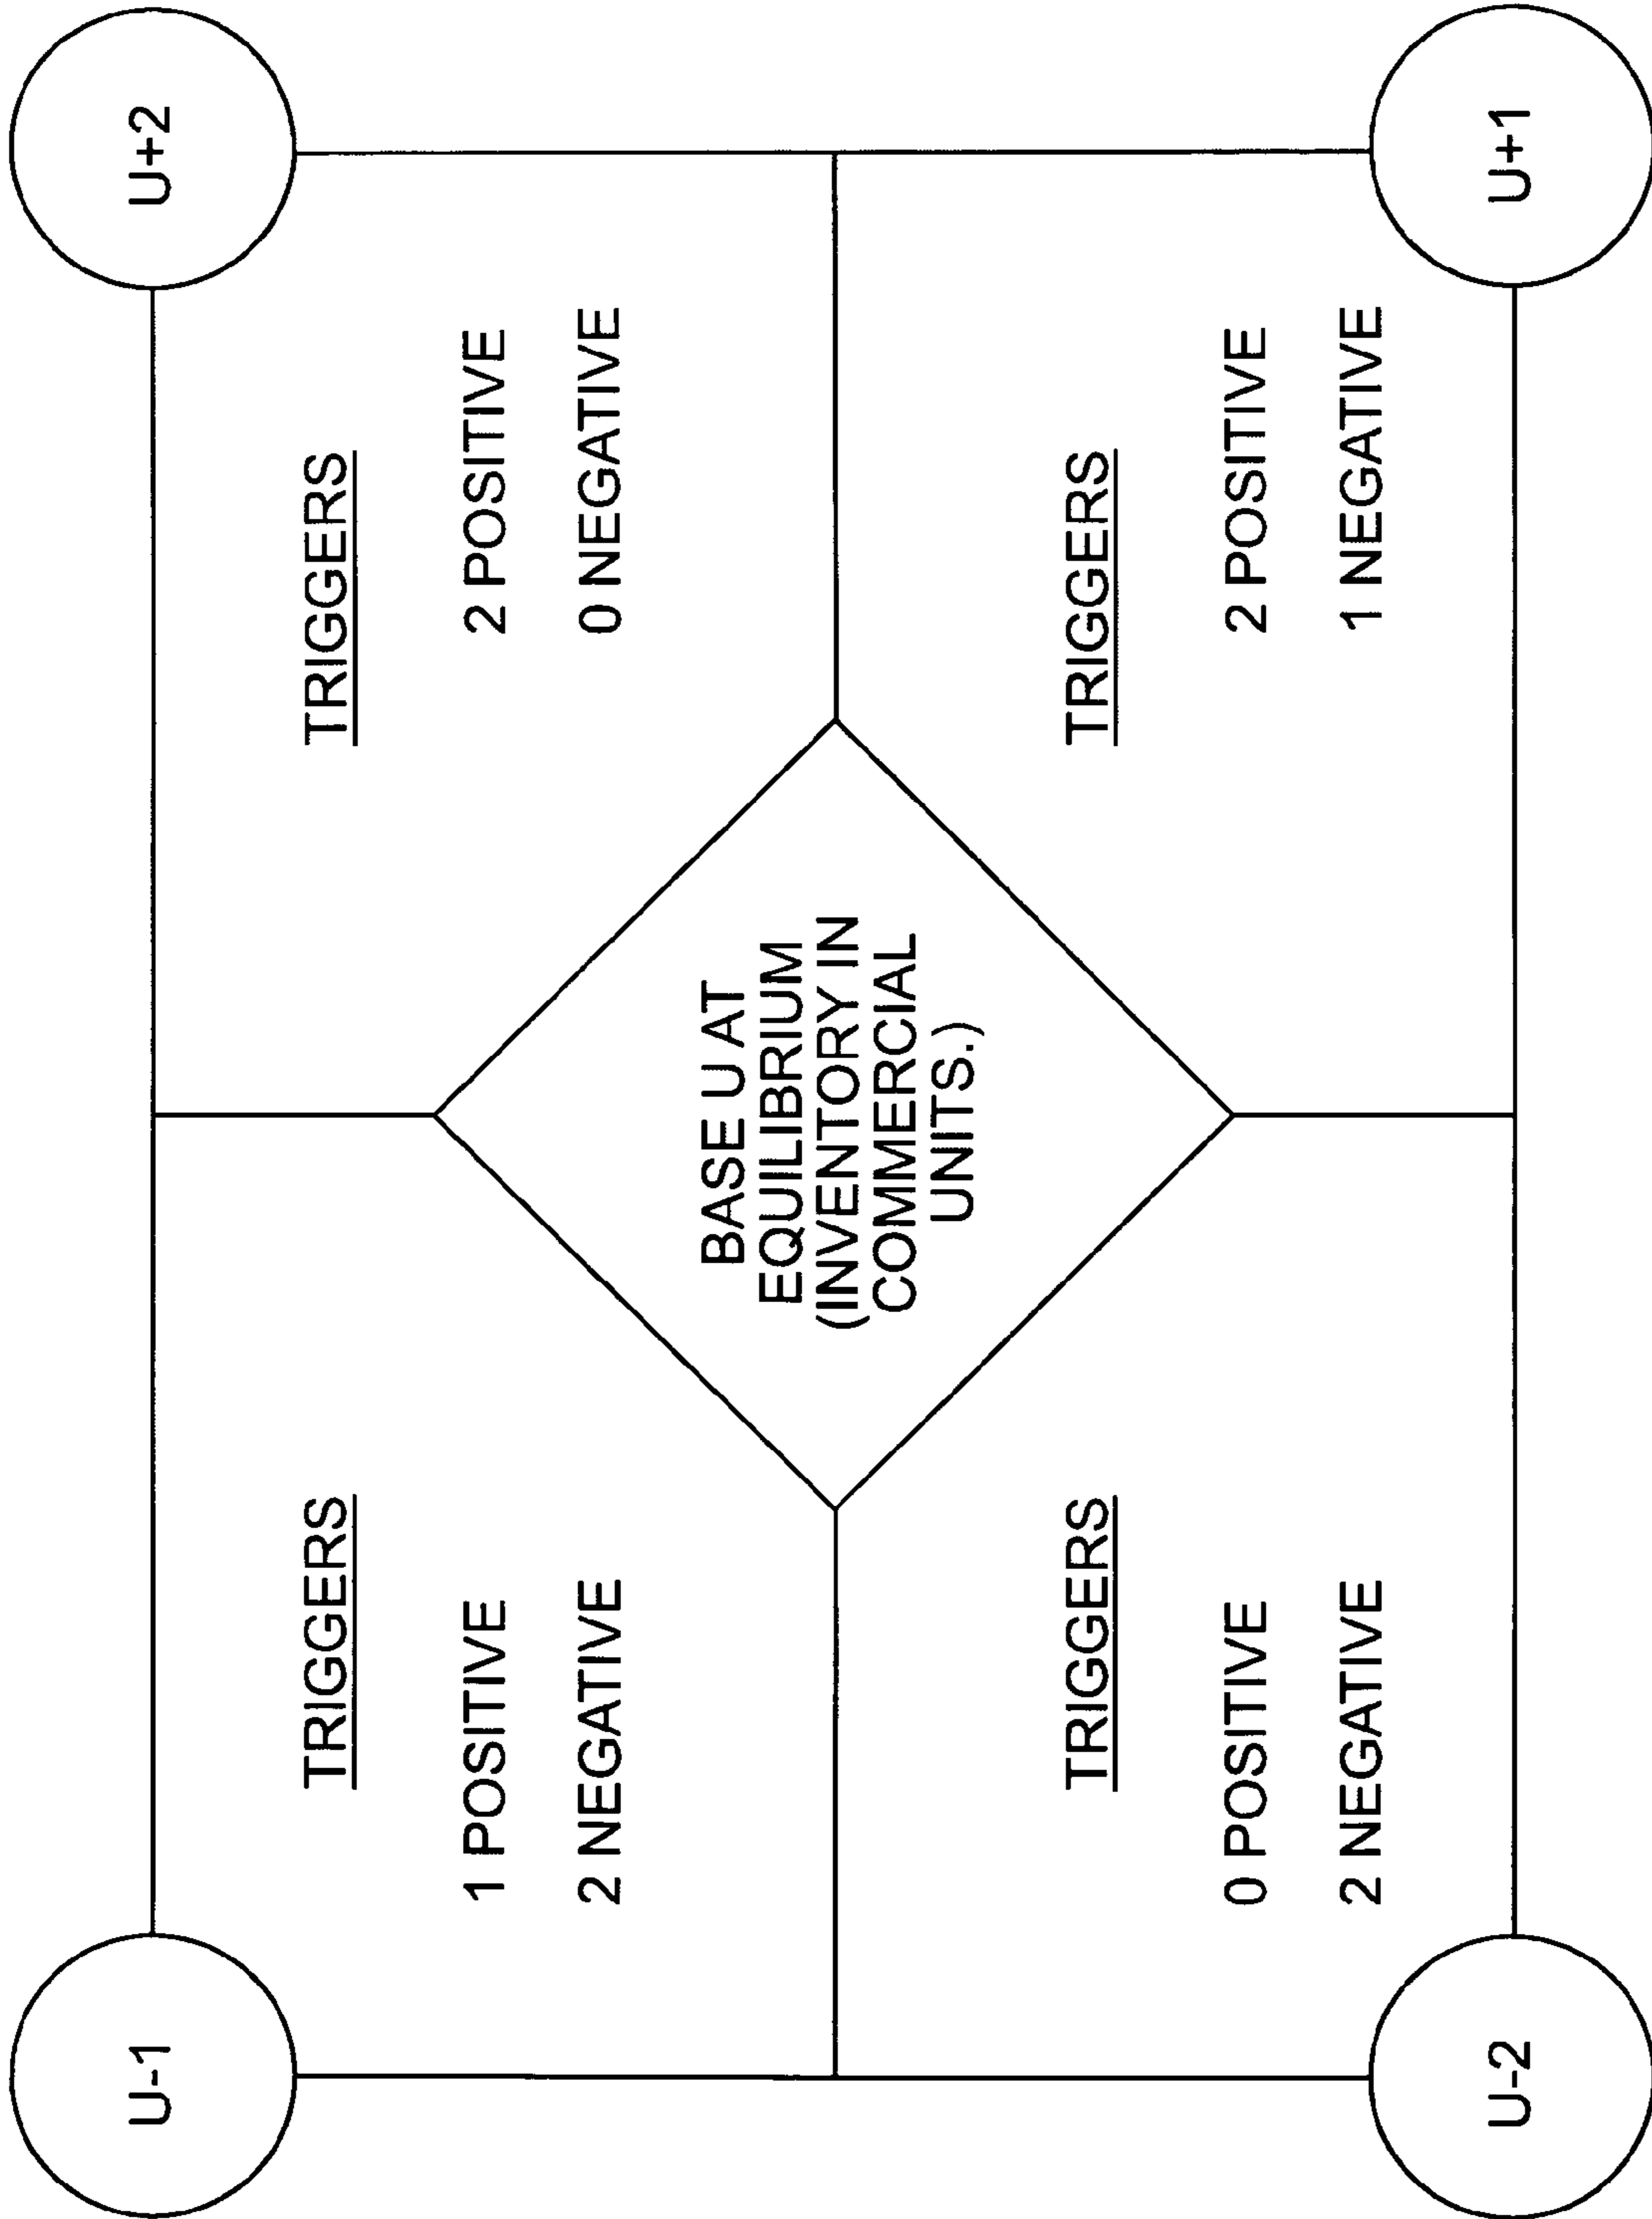 U-1
U+2
TRIGGERS
1 POSITIVE
2 NEGATIVE
TRIGGERS
2 POSITIVE
0 NEGATIVE
BASE U AT
EQUILIBRIUM
(INVENTORY IN
COMMERCIAL
UNITS.)
TRIGGERS
0 POSITIVE
2 NEGATIVE
TRIGGERS
2 POSITIVE
1 NEGATIVE
U-2
U+1